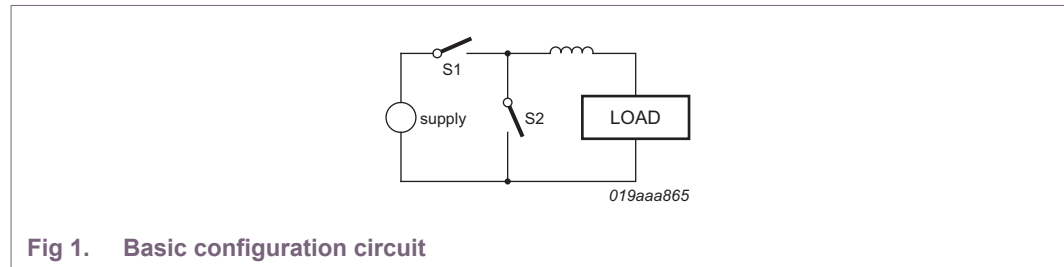 S1
supply
S2
LOAD
019aaa865
Fig 1. Basic configuration circuit